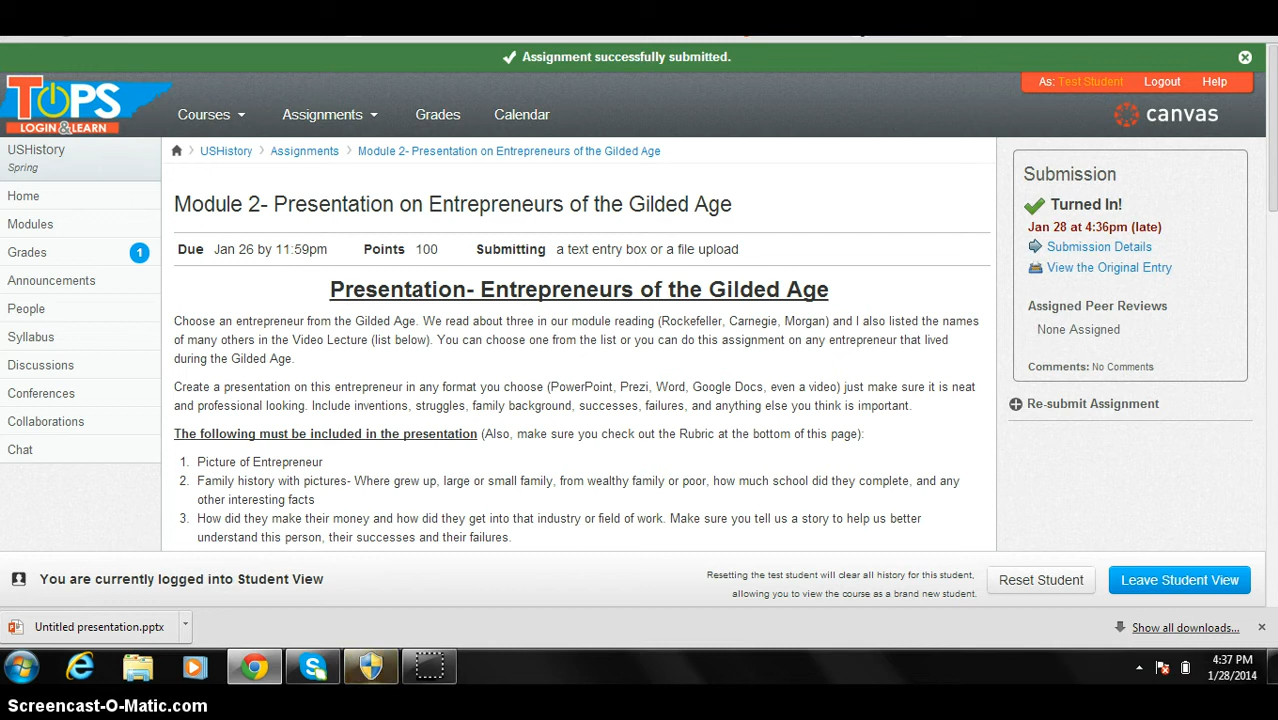 Assignment successfully submitted.
As: Test Student Logout Help
TOPS
LOGIN & LEARN
Courses Assignments Grades Calendar
canvas
USHistory
Spring
Home
Modules
Grades 1
Announcements
People
Syllabus
Discussions
Conferences
Collaborations
Chat
USHistory > Assignments > Module 2- Presentation on Entrepreneurs of the Gilded Age
Module 2- Presentation on Entrepreneurs of the Gilded Age
Due Jan 26 by 11:59pm Points 100 Submitting a text entry box or a file upload
Presentation- Entrepreneurs of the Gilded Age
Choose an entrepreneur from the Gilded Age. We read about three in our module reading (Rockefeller, Carnegie, Morgan) and I also listed the names
of many others in the Video Lecture (list below). You can choose one from the list or you can do this assignment on any entrepreneur that lived
during the Gilded Age.
Create a presentation on this entrepreneur in any format you choose (PowerPoint, Prezi, Word, Google Docs, even a video) just make sure it is neat
and professional looking. Include inventions, struggles, family background, successes, failures, and anything else you think is important.
The following must be included in the presentation (Also, make sure you check out the Rubric at the bottom of this page):
1. Picture of Entrepreneur
2. Family history with pictures- Where grew up, large or small family, from wealthy family or poor, how much school did they complete, and any
other interesting facts
3. How did they make their money and how did they get into that industry or field of work. Make sure you tell us a story to help us better
understand this person, their successes and their failures.
Submission
Turned In!
Jan 28 at 4:36pm (late)
Submission Details
View the Original Entry
Assigned Peer Reviews
None Assigned
Comments: No Comments
Re-submit Assignment
You are currently logged into Student View
Resetting the test student will clear all history for this student,
allowing you to view the course as a brand new student.
Reset Student
Leave Student View
Untitled presentation.pptx
Show all downloads...
4:37 PM
1/28/2014
Screencast-O-Matic.com